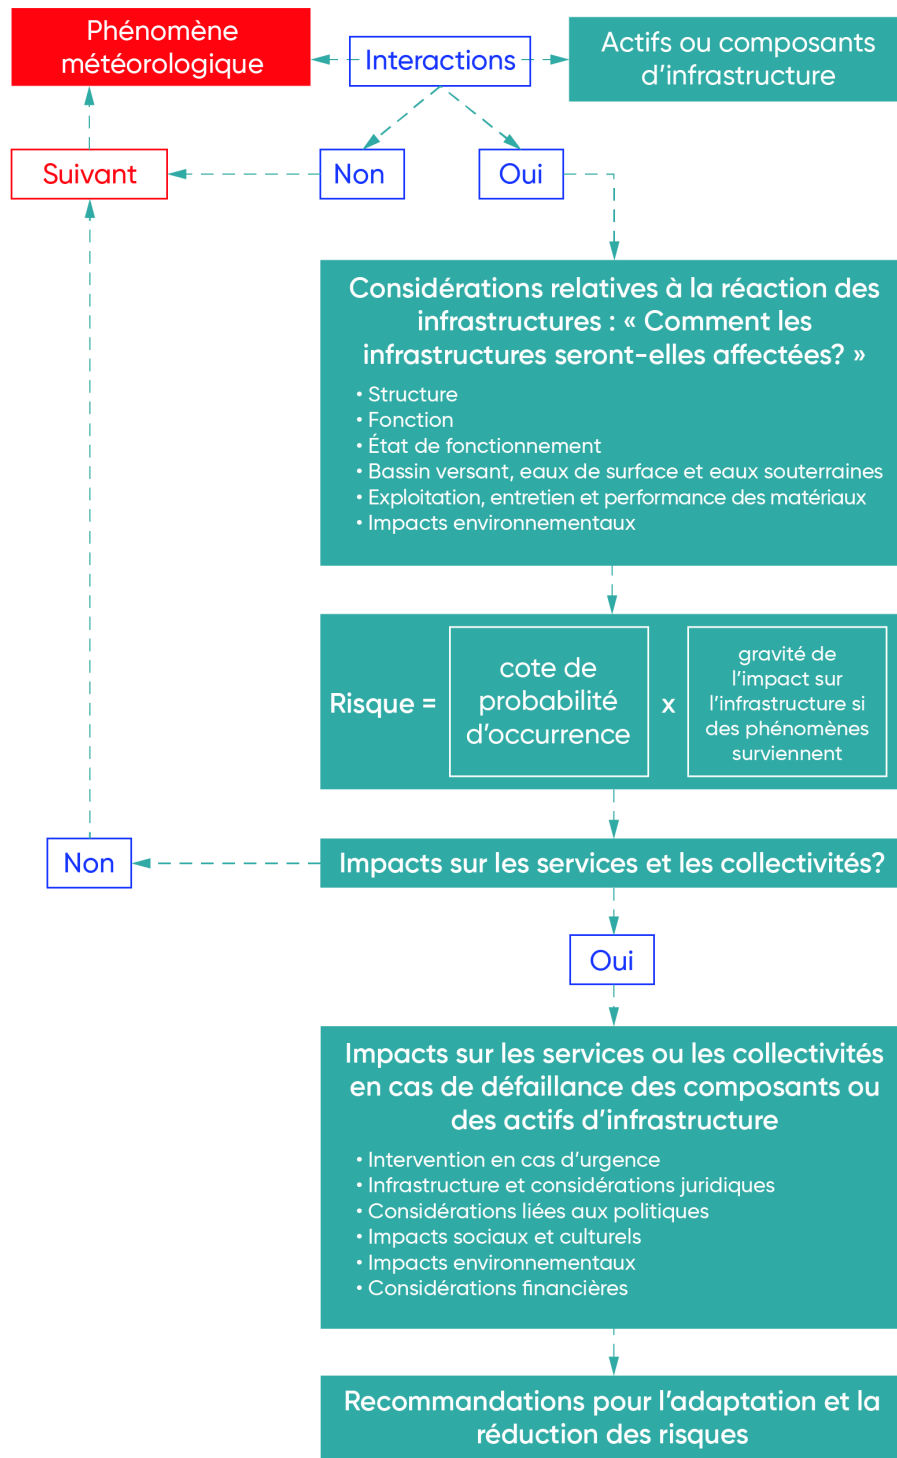 Phénomène
météorologique
Interactions
Actifs ou composants
d’infrastructure
Suivant
Non
Oui
Considérations relatives à la réaction des
infrastructures : « Comment les
infrastructures seront-elles affectées? »
• Structure
• Fonction
• État de fonctionnement
• Bassin versant, eaux de surface et eaux souterraines
• Exploitation, entretien et performance des matériaux
• Impacts environnementaux
Risque =
cote de
probabilité
d’occurrence
x
gravité de
l’impact sur
l’infrastructure si
des phénomènes
surviennent
Non
Impacts sur les services et les collectivités?
Oui
Impacts sur les services ou les collectivités
en cas de défaillance des composants ou
des actifs d’infrastructure
• Intervention en cas d’urgence
• Infrastructure et considérations juridiques
• Considérations liées aux politiques
• Impacts sociaux et culturels
• Impacts environnementaux
• Considérations financières
Recommandations pour l’adaptation et la
réduction des risques